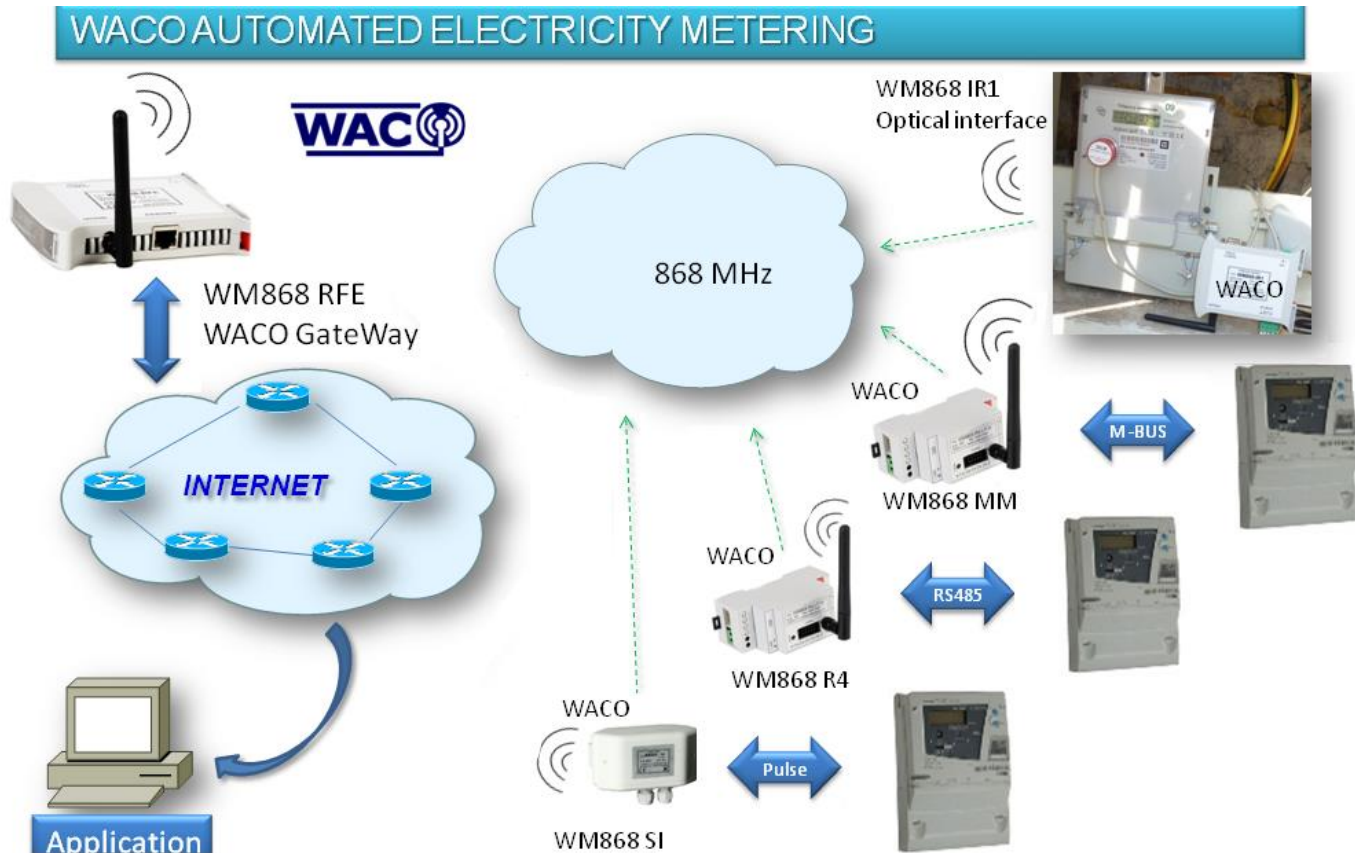 WACO AUTOMATED ELECTRICITY METERING
WACO
WM868 IR1
Optical interface
WACO
868 MHz
WM868 RFE
WACO GateWay
INTERNET
WACO
M-BUS
WM868 MM
WACO
RS485
WM868 R4
WACO
Pulse
WM868 SI
Application